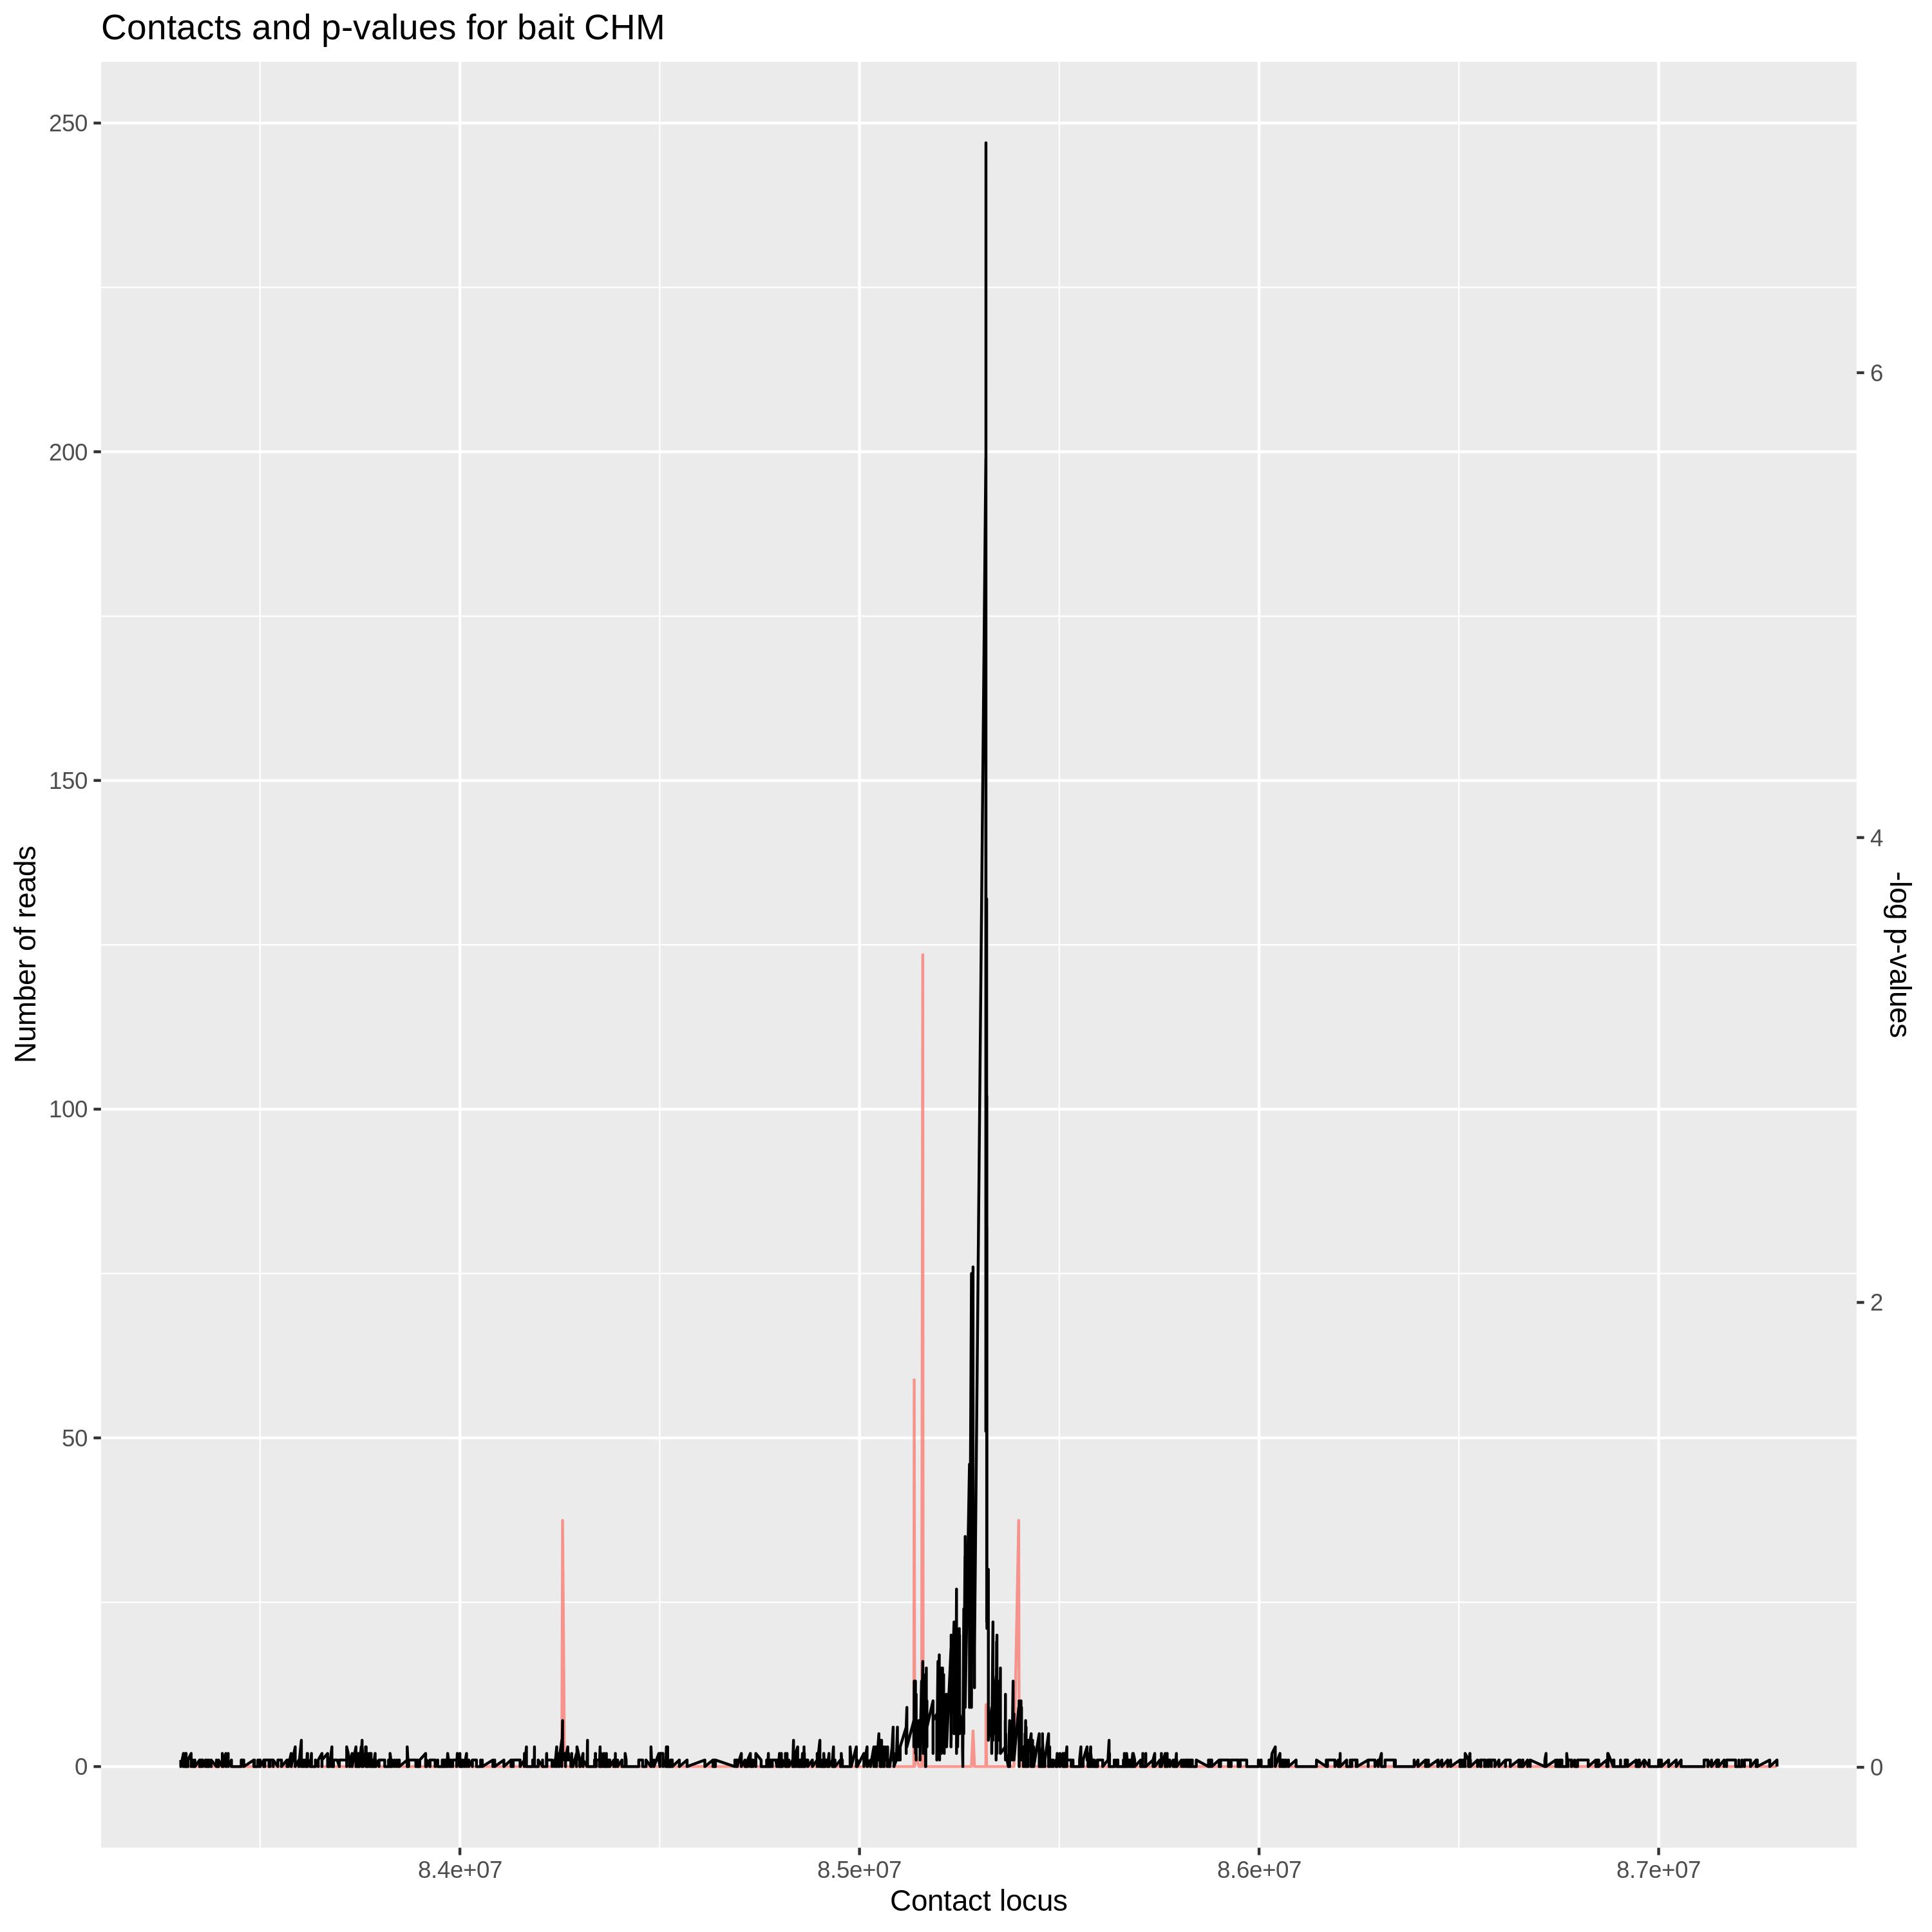 Contacts and p-values for bait CHM
250
200
150
100
50
0
6
4
2
0
Number of reads
-log p-values
8.4e+07
8.5e+07
8.6e+07
8.7e+07
Contact locus